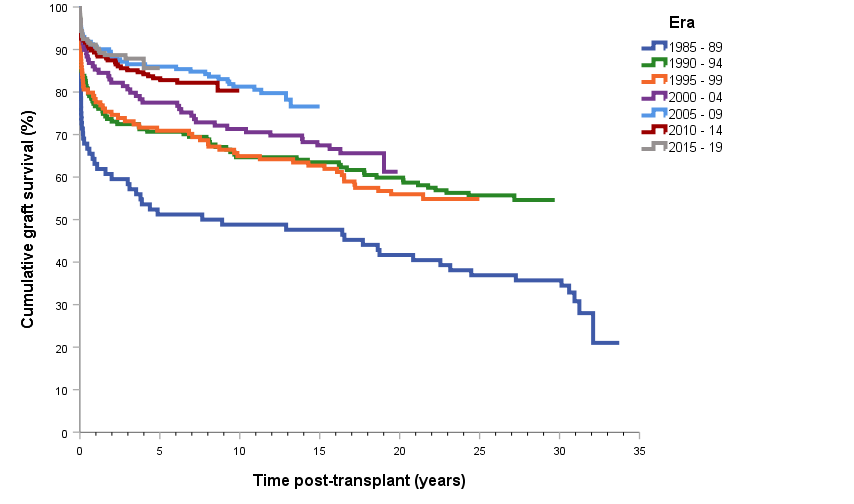 100
90
80
70
60
50
40
30
20
10
0
0 5 10 15 20 25 30 35
Cumulative graft survival (%)
Time post-transplant (years)
Era
1985 - 89
1990 - 94
1995 - 99
2000 - 04
2005 - 09
2010 - 14
2015 - 19